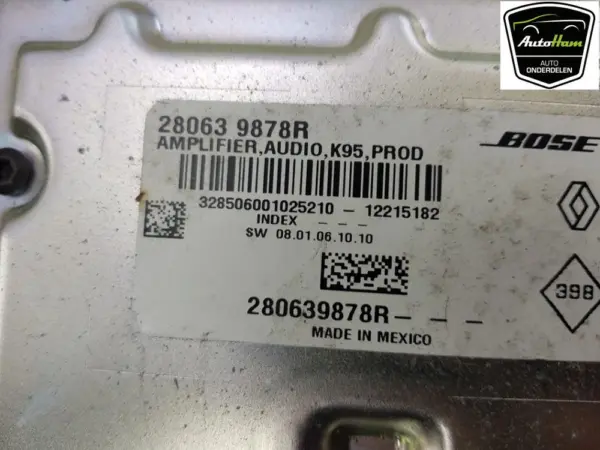 AutoHam
AUTO
ONDERDELEN
28063 9878R
AMPLIFIER,AUDIO,K95,PROD
BOSE
328506001025210 - 12215182
INDEX - - -
SW 08.01.06.10.10
398
280639878R- - -
MADE IN MEXICO